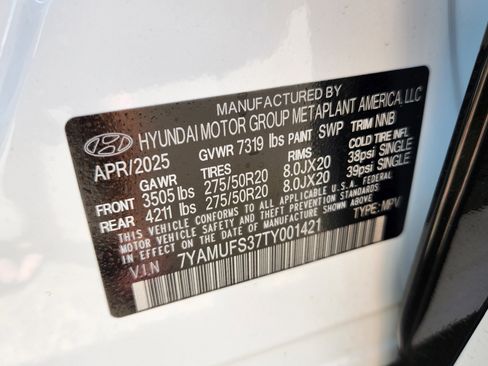 MANUFACTURED BY
HYUNDAI MOTOR GROUP METAPLANT AMERICA, LLC
APR/2025 GVWR 7319 lbs PAINT SWP TRIM NNB
GAWR TIRES RIMS COLD TIRE INFL.
FRONT 3505 lbs 275/50R20 8.0JX20 38psi SINGLE
REAR 4211 lbs 275/50R20 8.0JX20 39psi SINGLE
THIS VEHICLE CONFORMS TO ALL APPLICABLE U.S.A. FEDERAL
MOTOR VEHICLE SAFETY STANDARDS IN EFFECT ON
THE DATE OF MANUFACTURE SHOWN ABOVE.
V.I.N 7YAMUFS37TY001421 TYPE: MPV